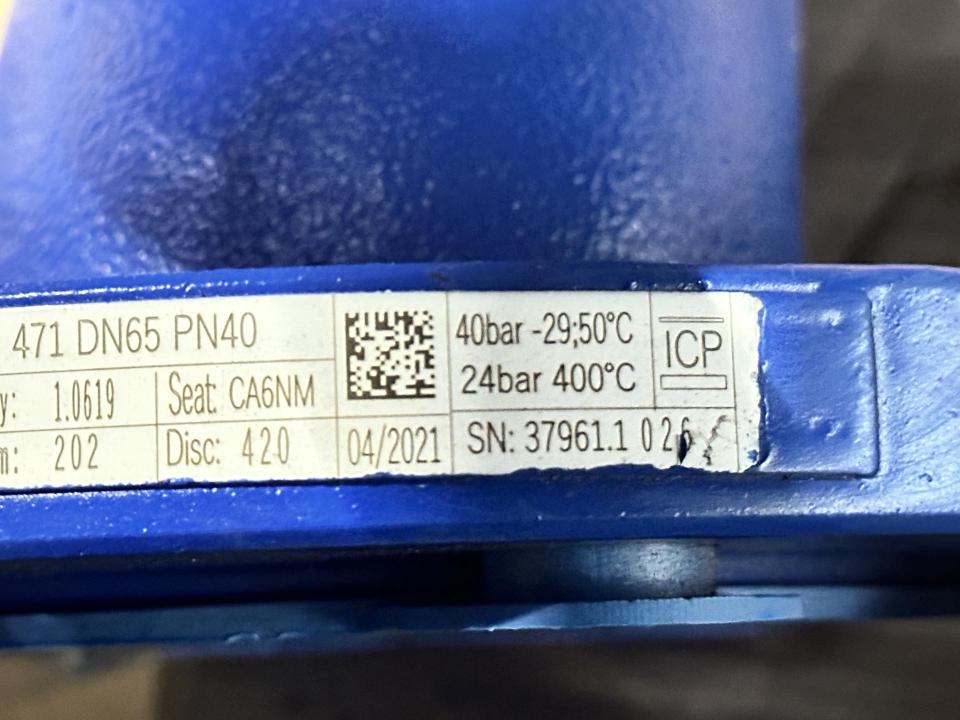 471 DN65 PN40
y: 1.0619 Seat: CA6NM
m: 202 Disc: 420
04/2021
40bar -29;50°C
24bar 400°C
ICP
SN: 37961.1 026